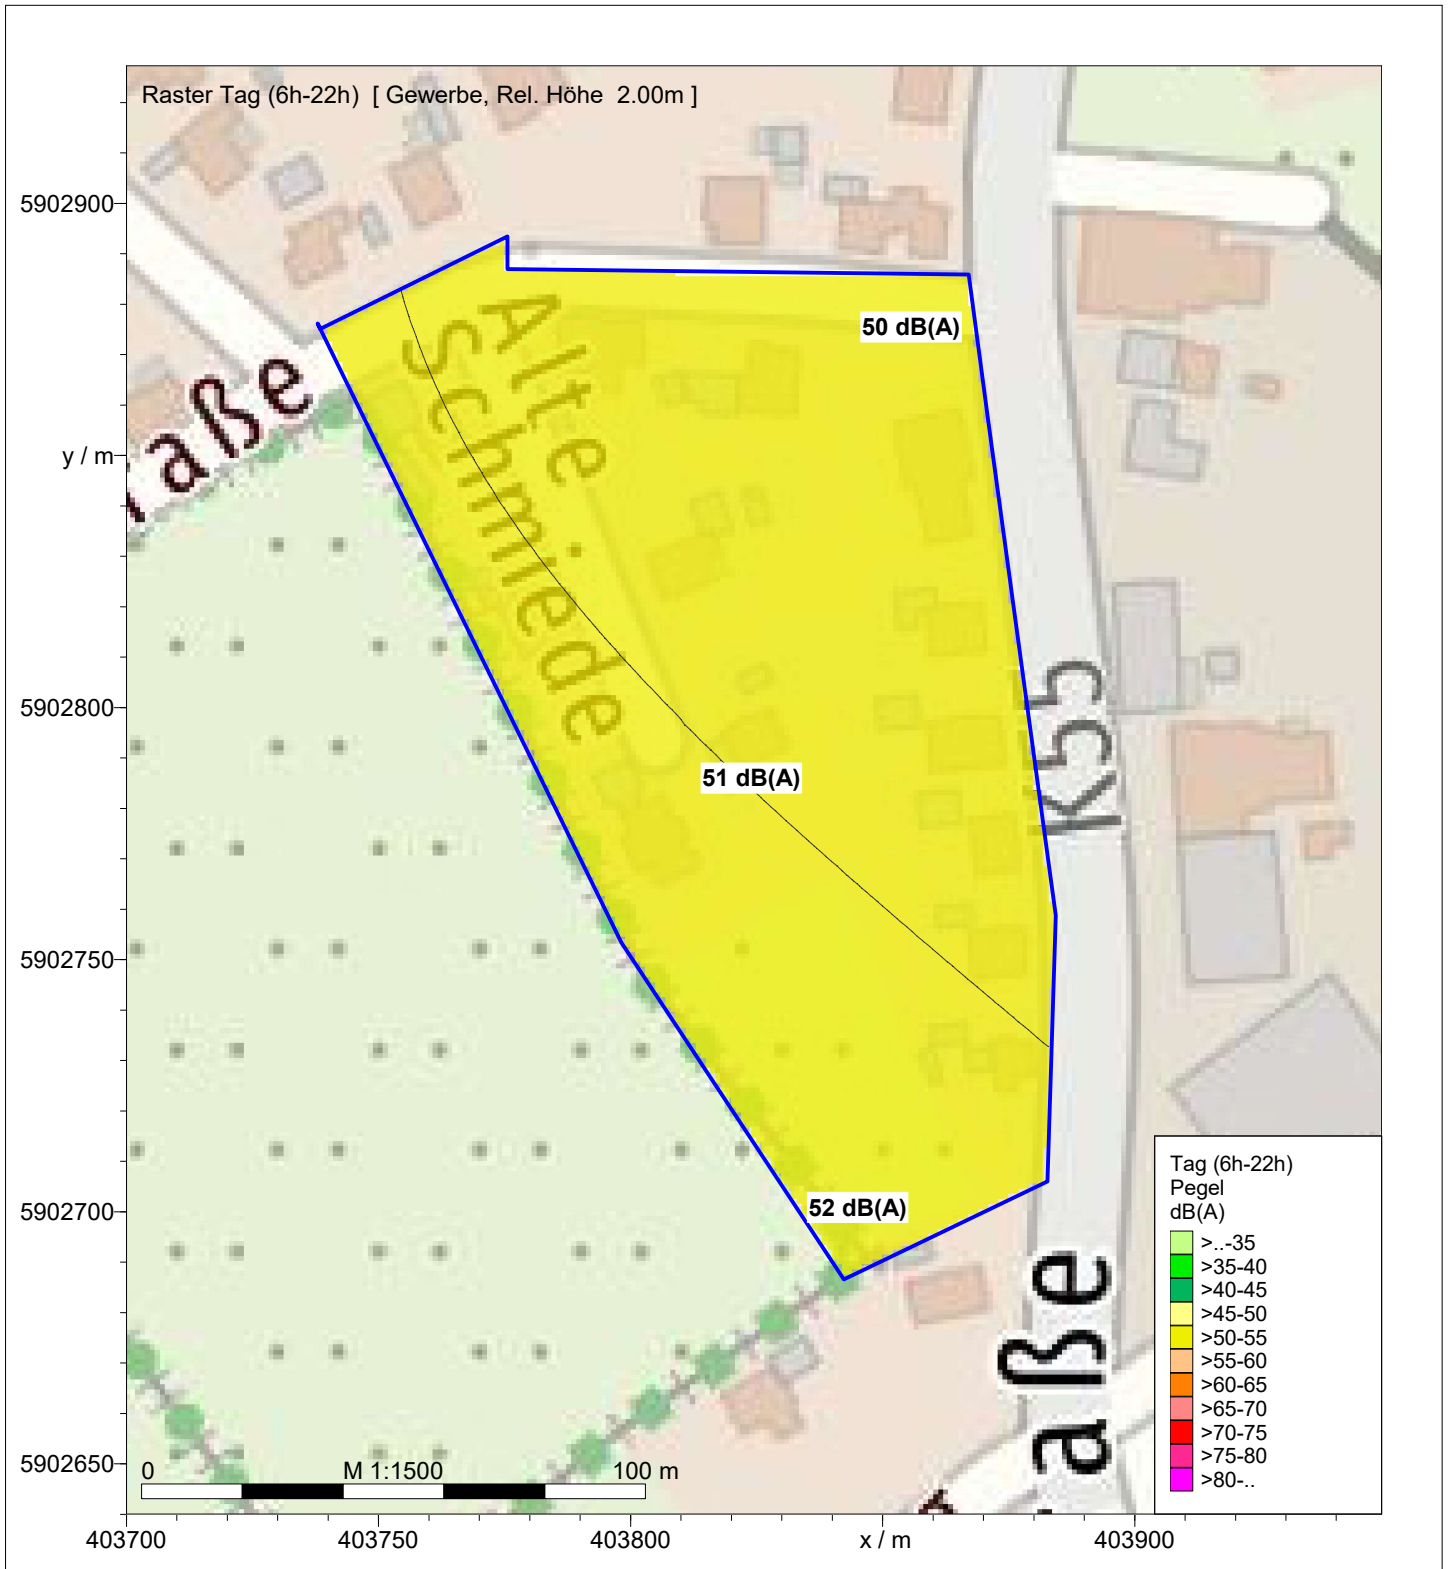 Raster Tag (6h-22h) [ Gewerbe, Rel. Höhe 2.00m ]
5902900
y / m
5902800
5902750
5902700
5902650
Alte
Schmiede
aße
50 dB(A)
51 dB(A)
52 dB(A)
K55
aße
Tag (6h-22h)
Pegel
dB(A)
>..-35
>35-40
>40-45
>45-50
>50-55
>55-60
>60-65
>65-70
>70-75
>75-80
>80-..
0 M 1:1500 100 m
403700 403750 403800 x / m 403900